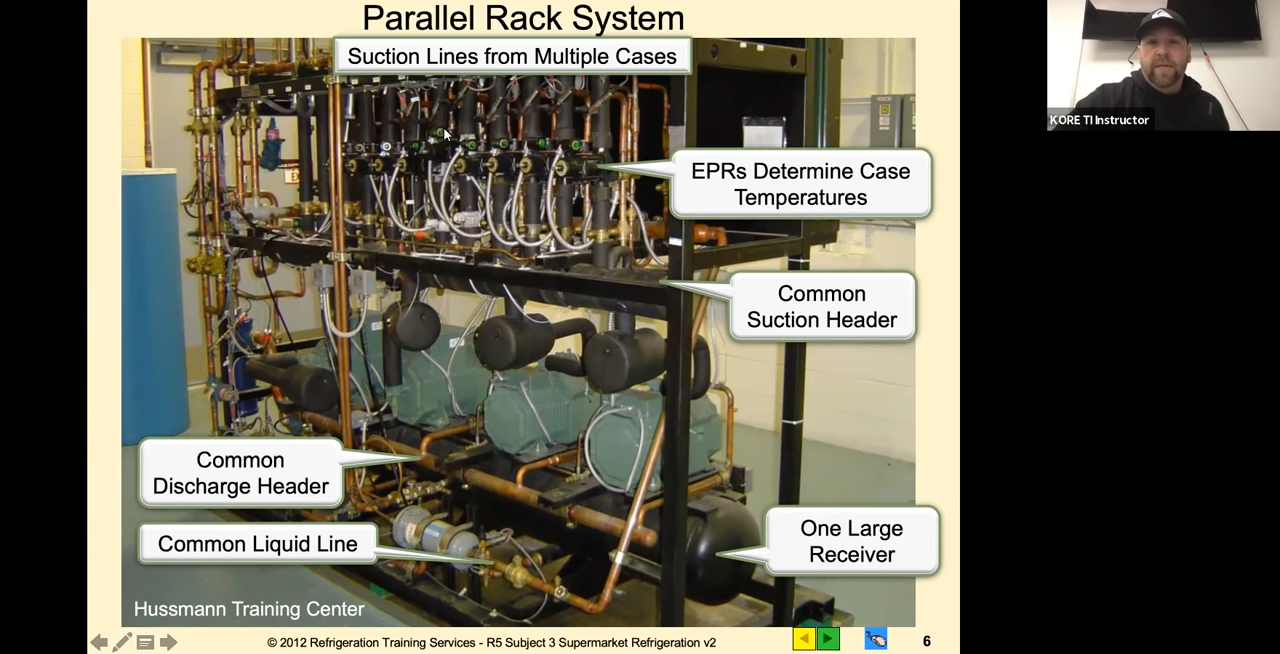 Parallel Rack System
Suction Lines from Multiple Cases
EPRs Determine Case
Temperatures
Common
Suction Header
Common
Discharge Header
Common Liquid Line
One Large
Receiver
Hussmann Training Center
© 2012 Refrigeration Training Services - R5 Subject 3 Supermarket Refrigeration v2
6
KORE TI Instructor